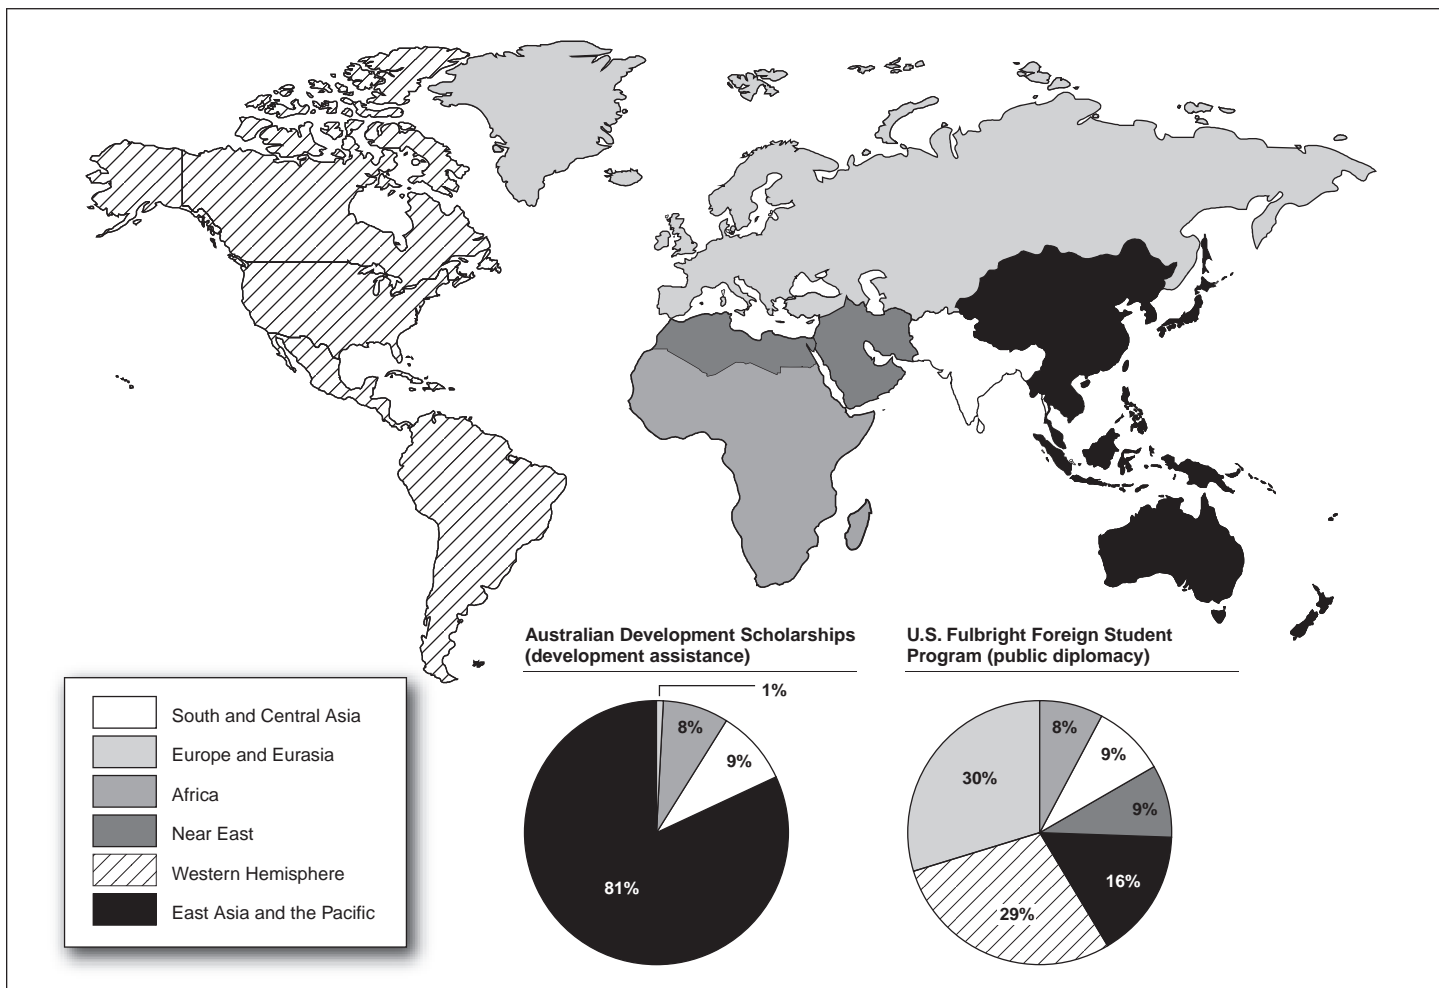 Australian Development Scholarships
(development assistance)
1%
8%
9%
81%
U.S. Fulbright Foreign Student
Program (public diplomacy)
8%
9%
9%
16%
29%
30%
South and Central Asia
Europe and Eurasia
Africa
Near East
Western Hemisphere
East Asia and the Pacific